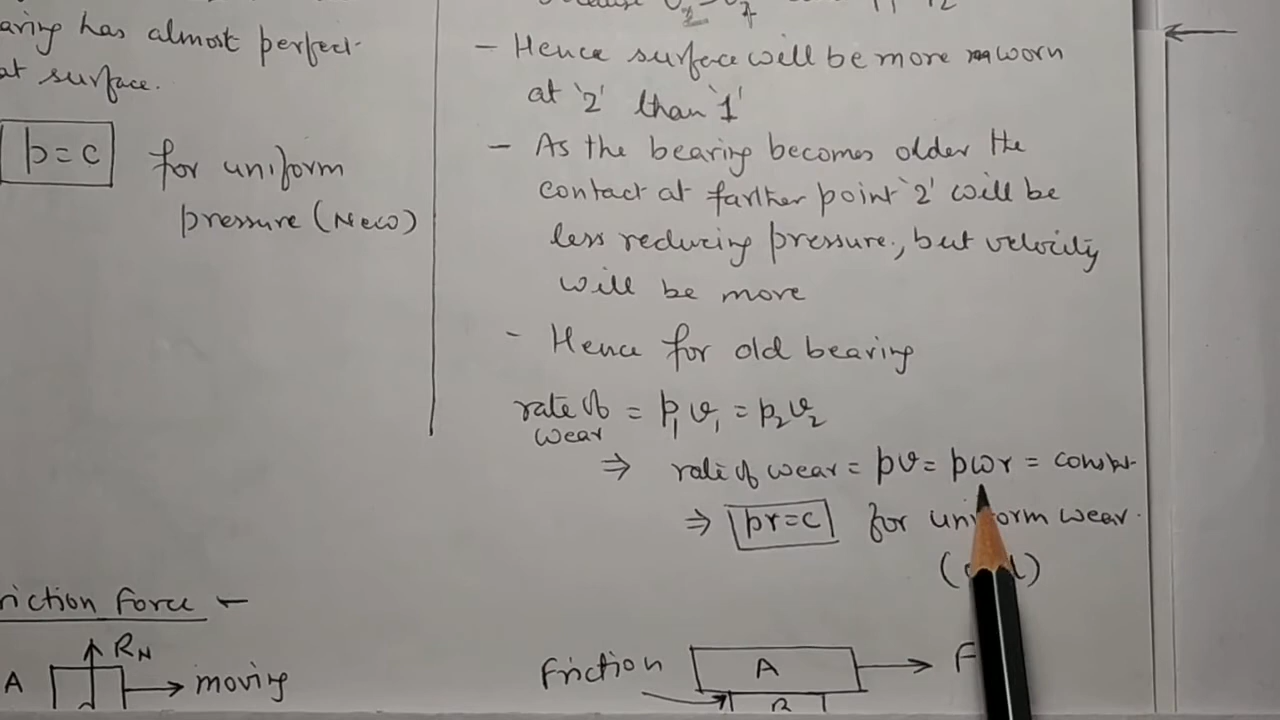 aring has almost perfect
at surface.
p=c for uniform
pressure (New)
- Hence surface will be more worn
at '2' than '1'
- As the bearing becomes older the
contact at farther point '2' will be
less reducing pressure, but velocity
will be more
- Hence for old bearing
rate of wear = p₁v₁ = p₂v₂
⇒ rate of wear = pv = pωr = const
⇒ pr=c for uniform wear.
riction Force -
A RN → moving
Friction A → F
B